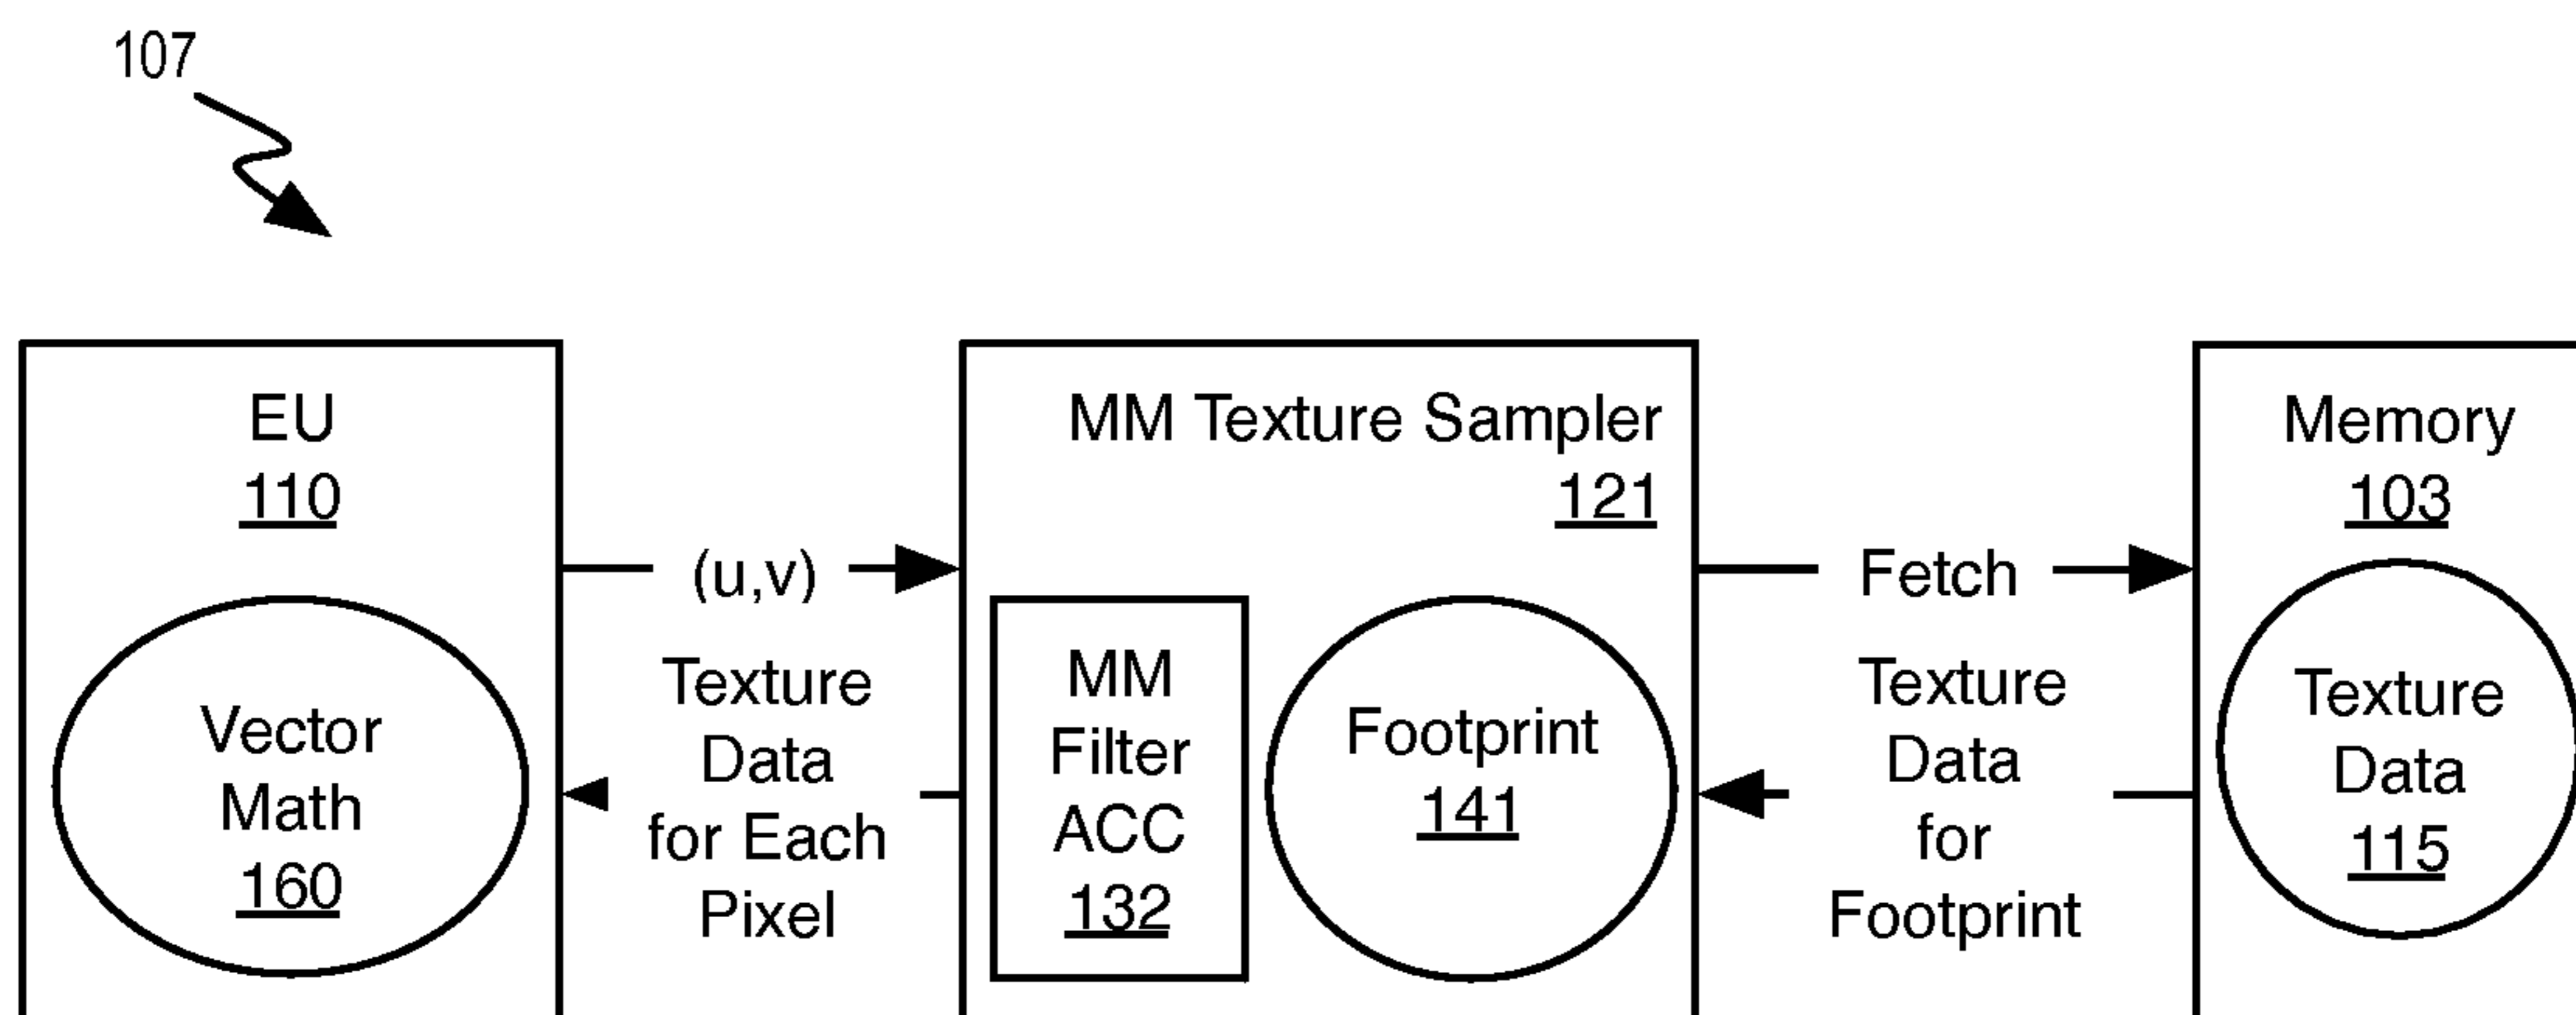 107
EU
110
Vector
Math
160
(u,v)
Texture
Data
for Each
Pixel
MM Texture Sampler
121
MM
Filter
ACC
132
Footprint
141
Fetch
Texture
Data
for
Footprint
Memory
103
Texture
Data
115